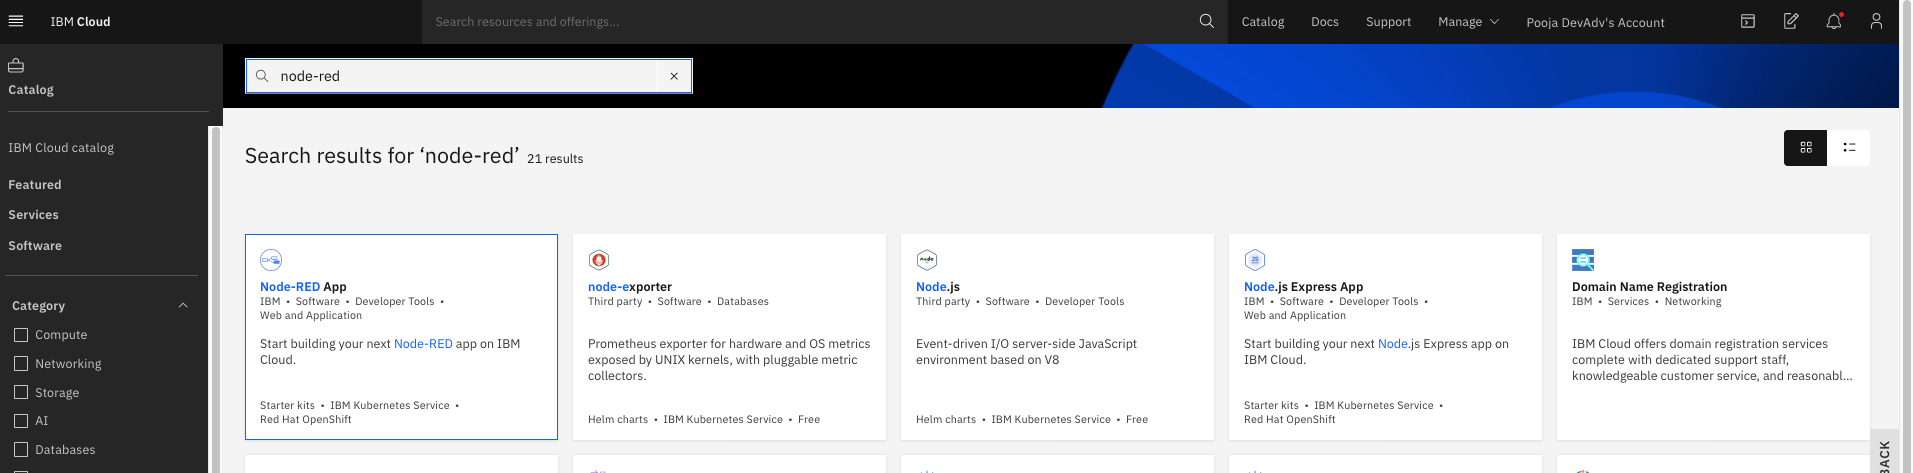 IBM Cloud
Search resources and offerings...
Catalog
Docs
Support
Manage
Pooja DevAdv's Account
Catalog
IBM Cloud catalog
Featured
Services
Software
Category
Compute
Networking
Storage
AI
Databases
node-red
Search results for ‘node-red’ 21 results
Node-RED App
IBM • Software • Developer Tools •
Web and Application
Start building your next Node-RED app on IBM
Cloud.
Starter kits • IBM Kubernetes Service •
Red Hat OpenShift
node-exporter
Third party • Software • Databases
Prometheus exporter for hardware and OS metrics
exposed by UNIX kernels, with pluggable metric
collectors.
Helm charts • IBM Kubernetes Service • Free
node
Node.js
Third party • Software • Developer Tools
Event-driven I/O server-side JavaScript
environment based on V8
Helm charts • IBM Kubernetes Service • Free
JS
Node.js Express App
IBM • Software • Developer Tools •
Web and Application
Start building your next Node.js Express app on
IBM Cloud.
Starter kits • IBM Kubernetes Service •
Red Hat OpenShift
Domain Name Registration
IBM • Services • Networking
IBM Cloud offers domain registration services
complete with dedicated support staff,
knowledgeable customer service, and reasonabl...
BACK